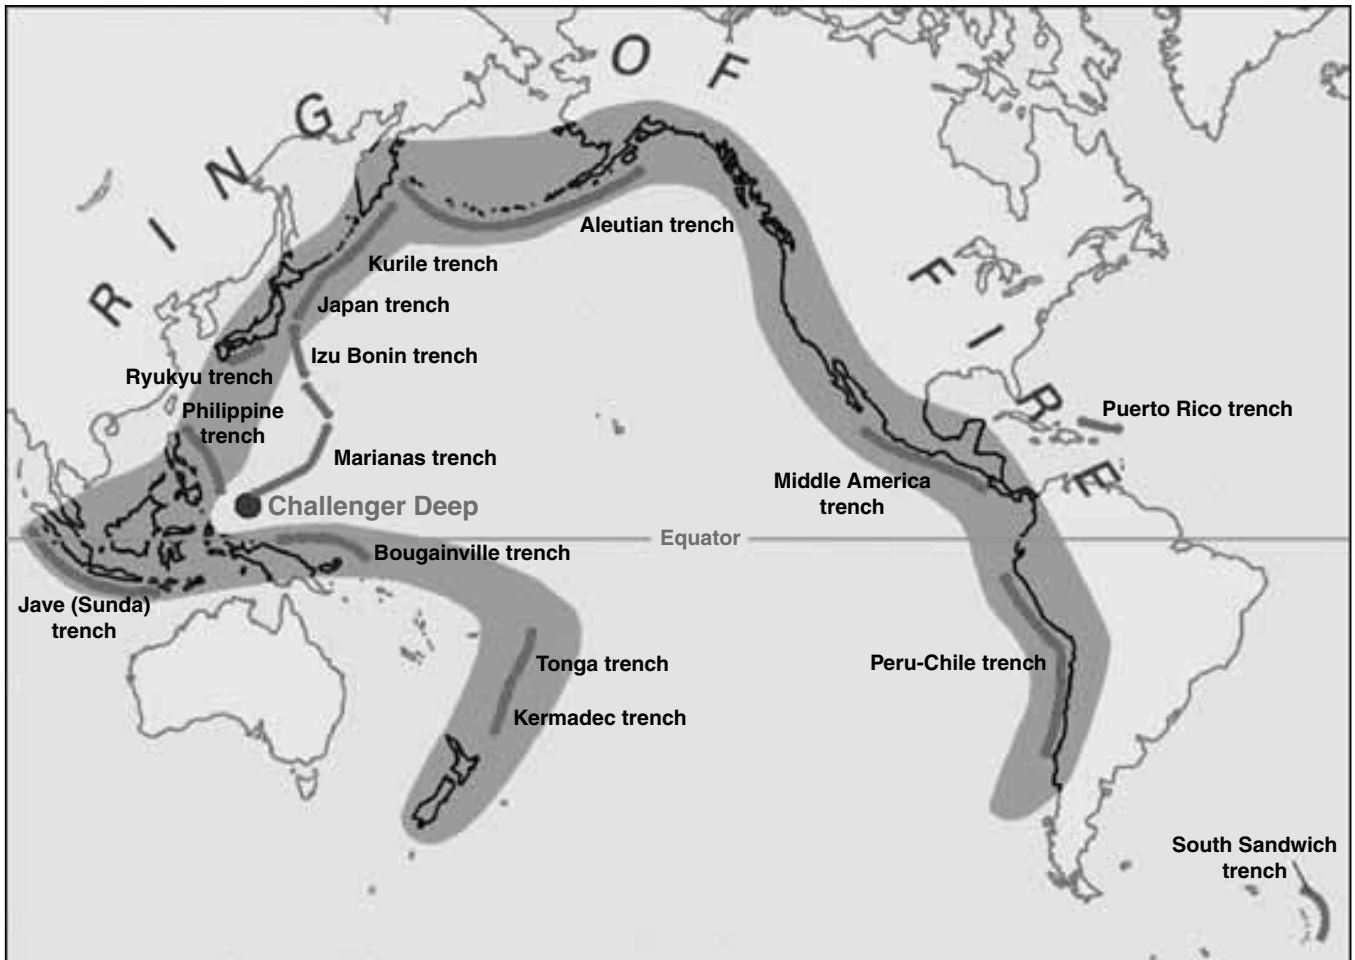 RING OF FIRE
Aleutian trench
Kurile trench
Japan trench
Izu Bonin trench
Ryukyu trench
Philippine
trench
Marianas trench
Challenger Deep
Puerto Rico trench
Middle America
trench
Equator
Bougainville trench
Jave (Sunda)
trench
Tonga trench
Kermadec trench
Peru-Chile trench
South Sandwich
trench